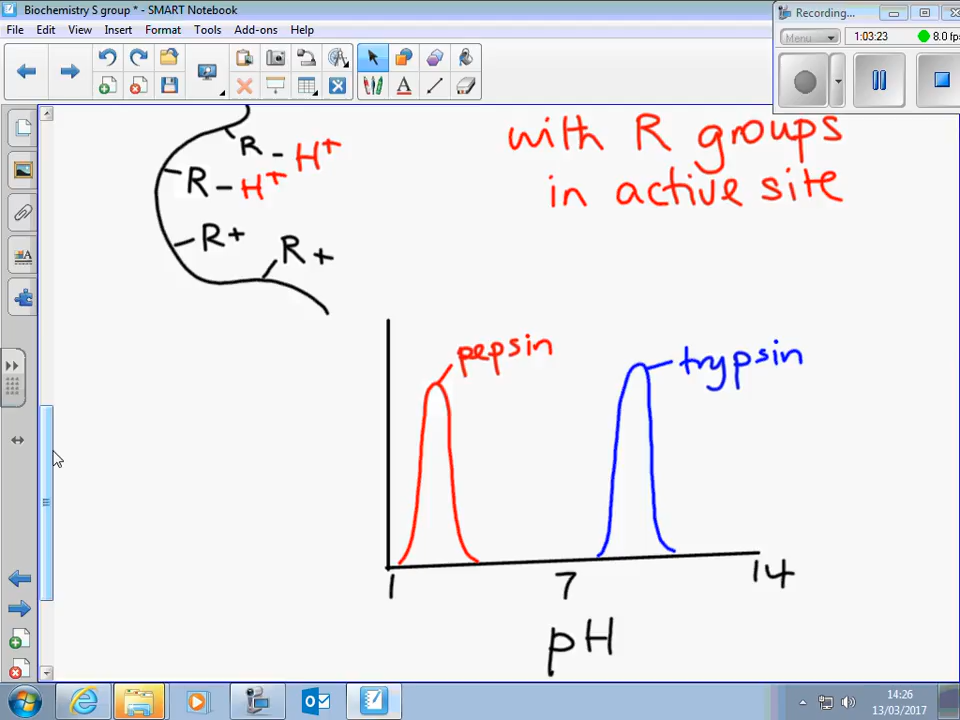 Biochemistry S group * - SMART Notebook
Recording...
File Edit View Insert Format Tools Add-ons Help
Menu
1:03:23
8.0 fp
R - H+
R - H+
R+
R+
with R groups
in active site
pepsin
trypsin
1
7
14
pH
14:26
13/03/2017